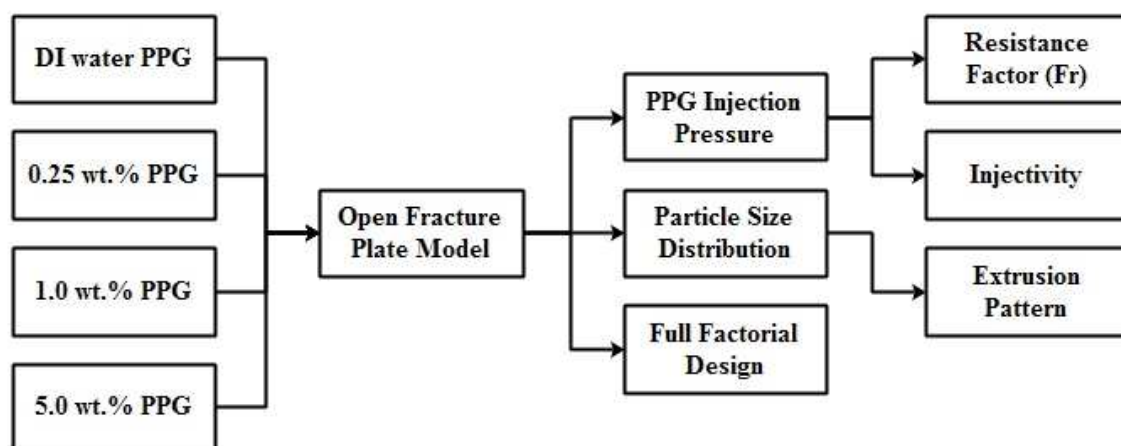 DI water PPG
0.25 wt.% PPG
1.0 wt.% PPG
5.0 wt.% PPG
Open Fracture
Plate Model
PPG Injection
Pressure
Particle Size
Distribution
Full Factorial
Design
Resistance
Factor (Fr)
Injectivity
Extrusion
Pattern